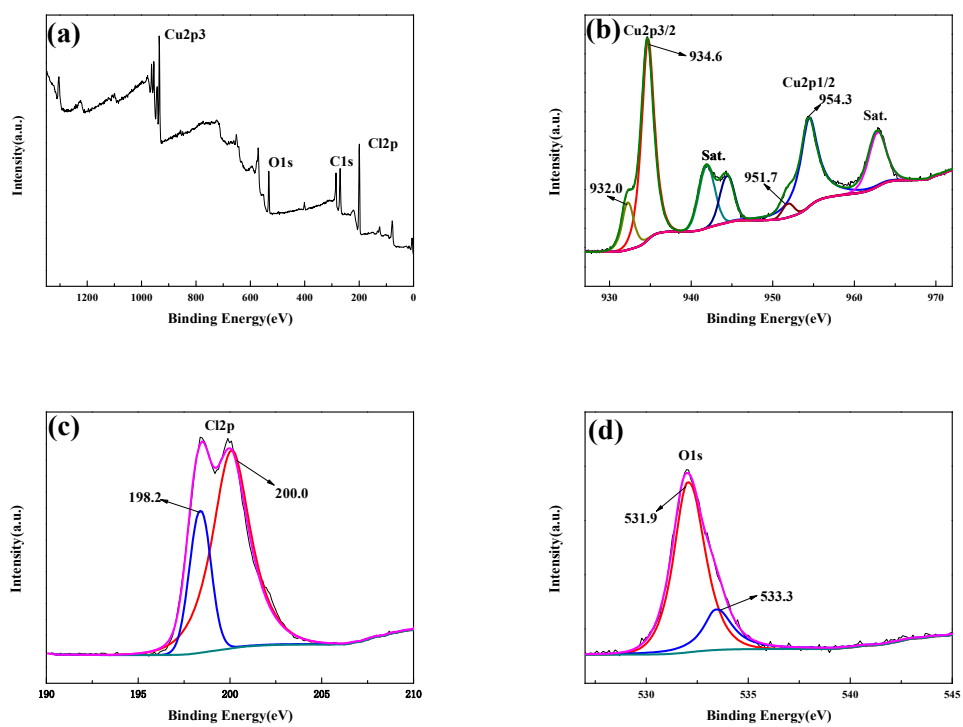 (a)
Cu2p3
O1s
C1s
Cl2p
Intensity(a.u.)
1200 1000 800 600 400 200 0
Binding Energy(eV)
(b)
Cu2p3/2
934.6
Cu2p1/2
954.3
Sat.
Sat.
951.7
932.0
Intensity(a.u.)
930 940 950 960 970
Binding Energy(eV)
(c)
Cl2p
198.2
200.0
Intensity(a.u.)
190 195 200 205 210
Binding Energy(eV)
(d)
O1s
531.9
533.3
Intensity(a.u.)
530 535 540 545
Binding Energy(eV)